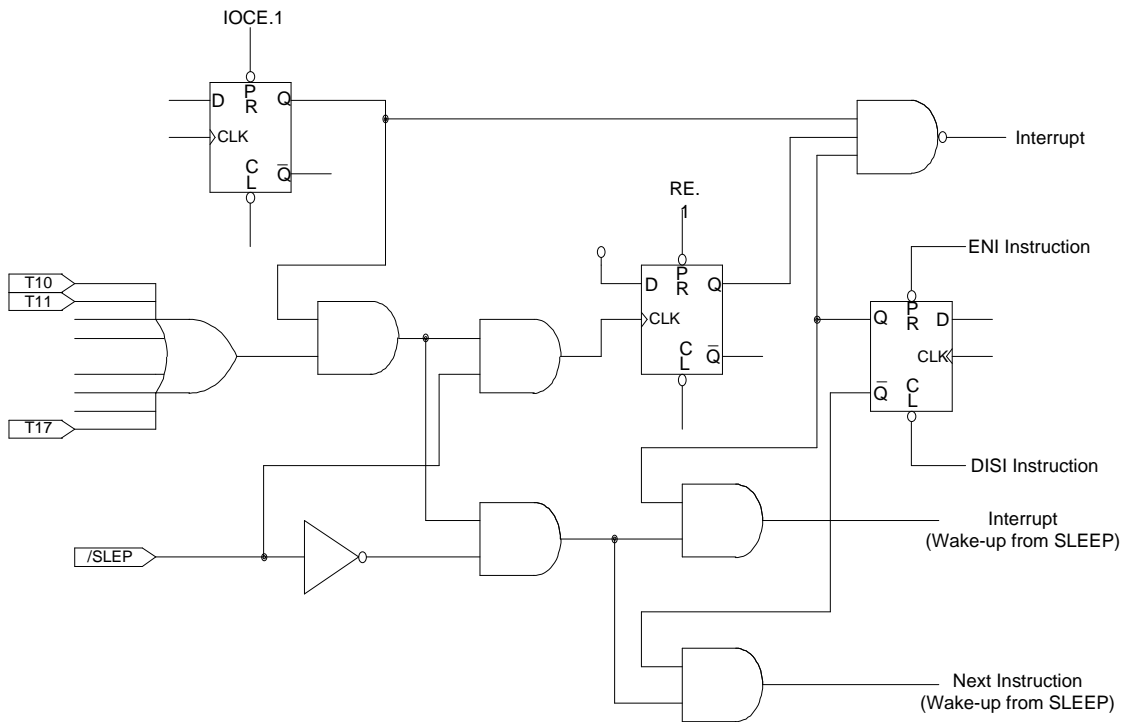 IOCE.1
D
P
R
Q
CLK
C
L
Q
Interrupt
RE.
1
D
P
R
Q
CLK
C
L
Q
ENI Instruction
Q
P
R
D
CLK
Q
C
L
DISI Instruction
T10
T11
T17
/SLEP
Interrupt
(Wake-up from SLEEP)
Next Instruction
(Wake-up from SLEEP)